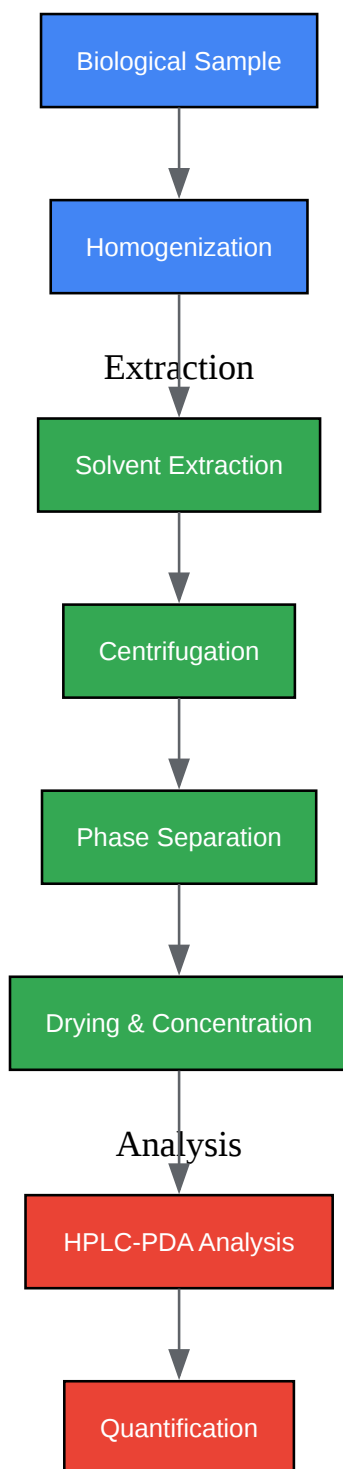 Biological Sample
Homogenization
Extraction
Solvent Extraction
Centrifugation
Phase Separation
Drying & Concentration
Analysis
HPLC-PDA Analysis
Quantification